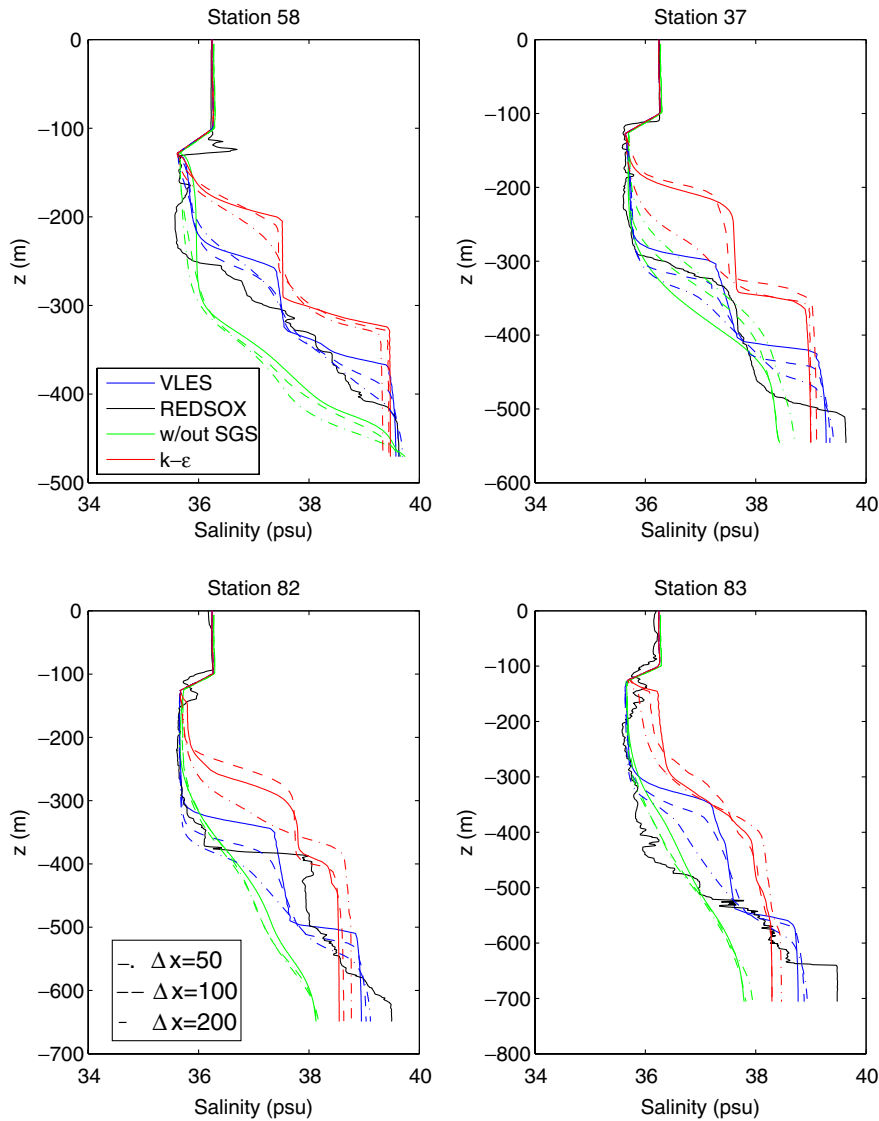 Station 58
0
−100
−200
−300
−400
−500
z (m)
VLES
REDSOX
w/out SGS
k−ε
34
36
38
40
Salinity (psu)
Station 37
0
−100
−200
−300
−400
−500
−600
z (m)
34
36
38
40
Salinity (psu)
Station 82
0
−100
−200
−300
−400
−500
−600
−700
z (m)
Δx=50
Δx=100
Δx=200
34
36
38
40
Salinity (psu)
Station 83
0
−100
−200
−300
−400
−500
−600
−700
−800
z (m)
34
36
38
40
Salinity (psu)